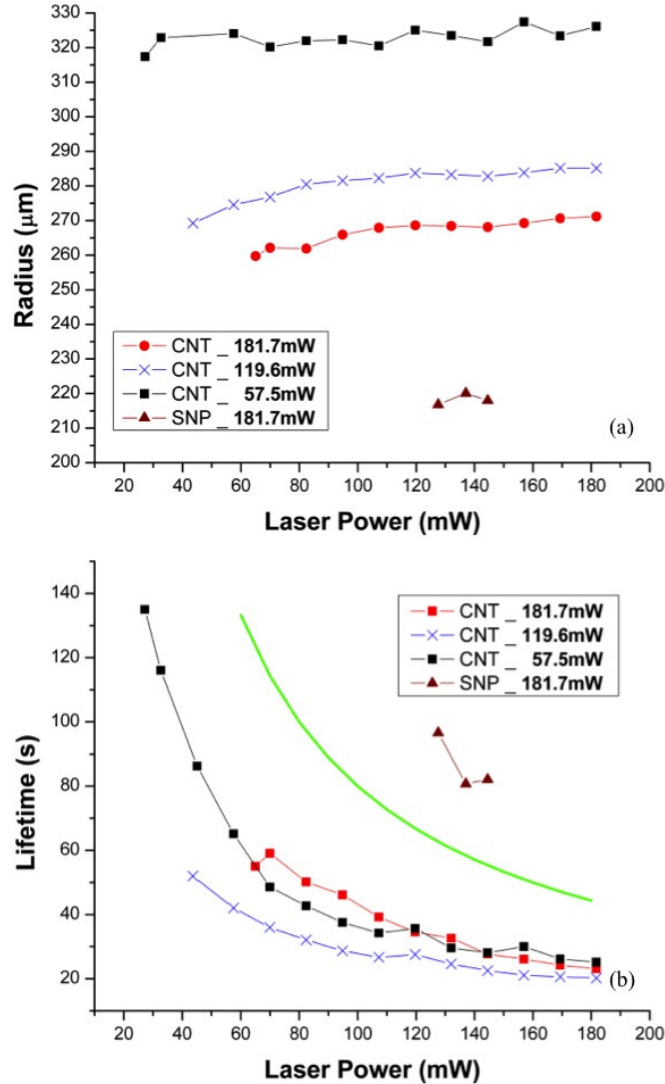 330
320
310
300
290
280
270
260
250
240
230
220
210
200
Radius (μm)
CNT _ 181.7mW
CNT _ 119.6mW
CNT _ 57.5mW
SNP _ 181.7mW
(a)
20 40 60 80 100 120 140 160 180 200
Laser Power (mW)
140
120
100
80
60
40
20
Lifetime (s)
CNT _ 181.7mW
CNT _ 119.6mW
CNT _ 57.5mW
SNP _ 181.7mW
(b)
20 40 60 80 100 120 140 160 180 200
Laser Power (mW)